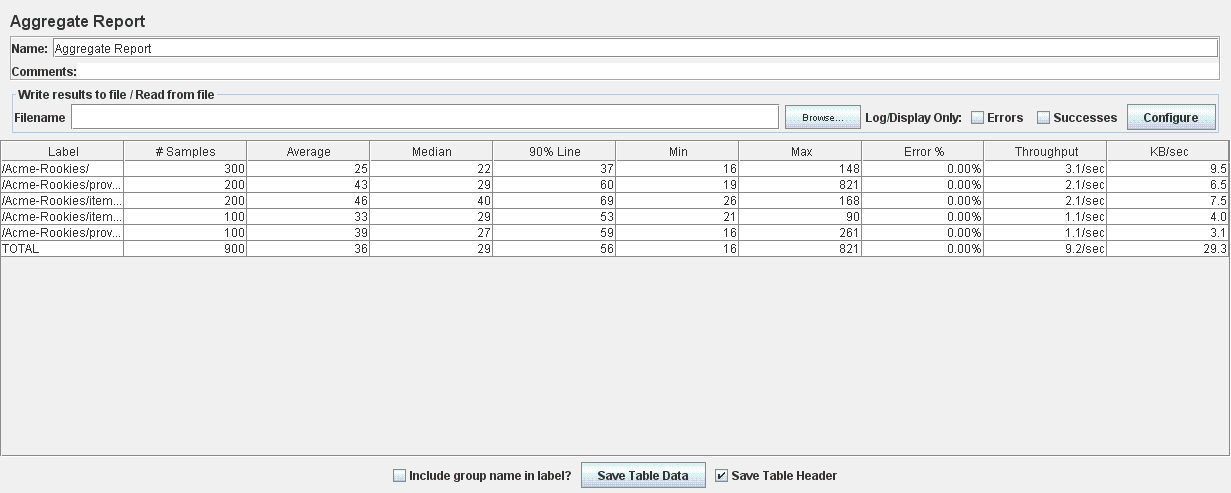 Aggregate Report
Name: Aggregate Report
Comments:
Write results to file / Read from file
Filename Browse... Log/Display Only: Errors Successes Configure
Label # Samples Average Median 90% Line Min Max Error % Throughput KB/sec
/Acme-Rookies/ 300 25 22 37 16 148 0.00% 3.1/sec 9.5
/Acme-Rookies/prov... 200 43 29 60 19 821 0.00% 2.1/sec 6.5
/Acme-Rookies/item... 200 46 40 69 26 168 0.00% 2.1/sec 7.5
/Acme-Rookies/item... 100 33 29 53 21 90 0.00% 1.1/sec 4.0
/Acme-Rookies/prov... 100 39 27 59 16 261 0.00% 1.1/sec 3.1
TOTAL 900 36 29 56 16 821 0.00% 9.2/sec 29.3
Include group name in label? Save Table Data Save Table Header